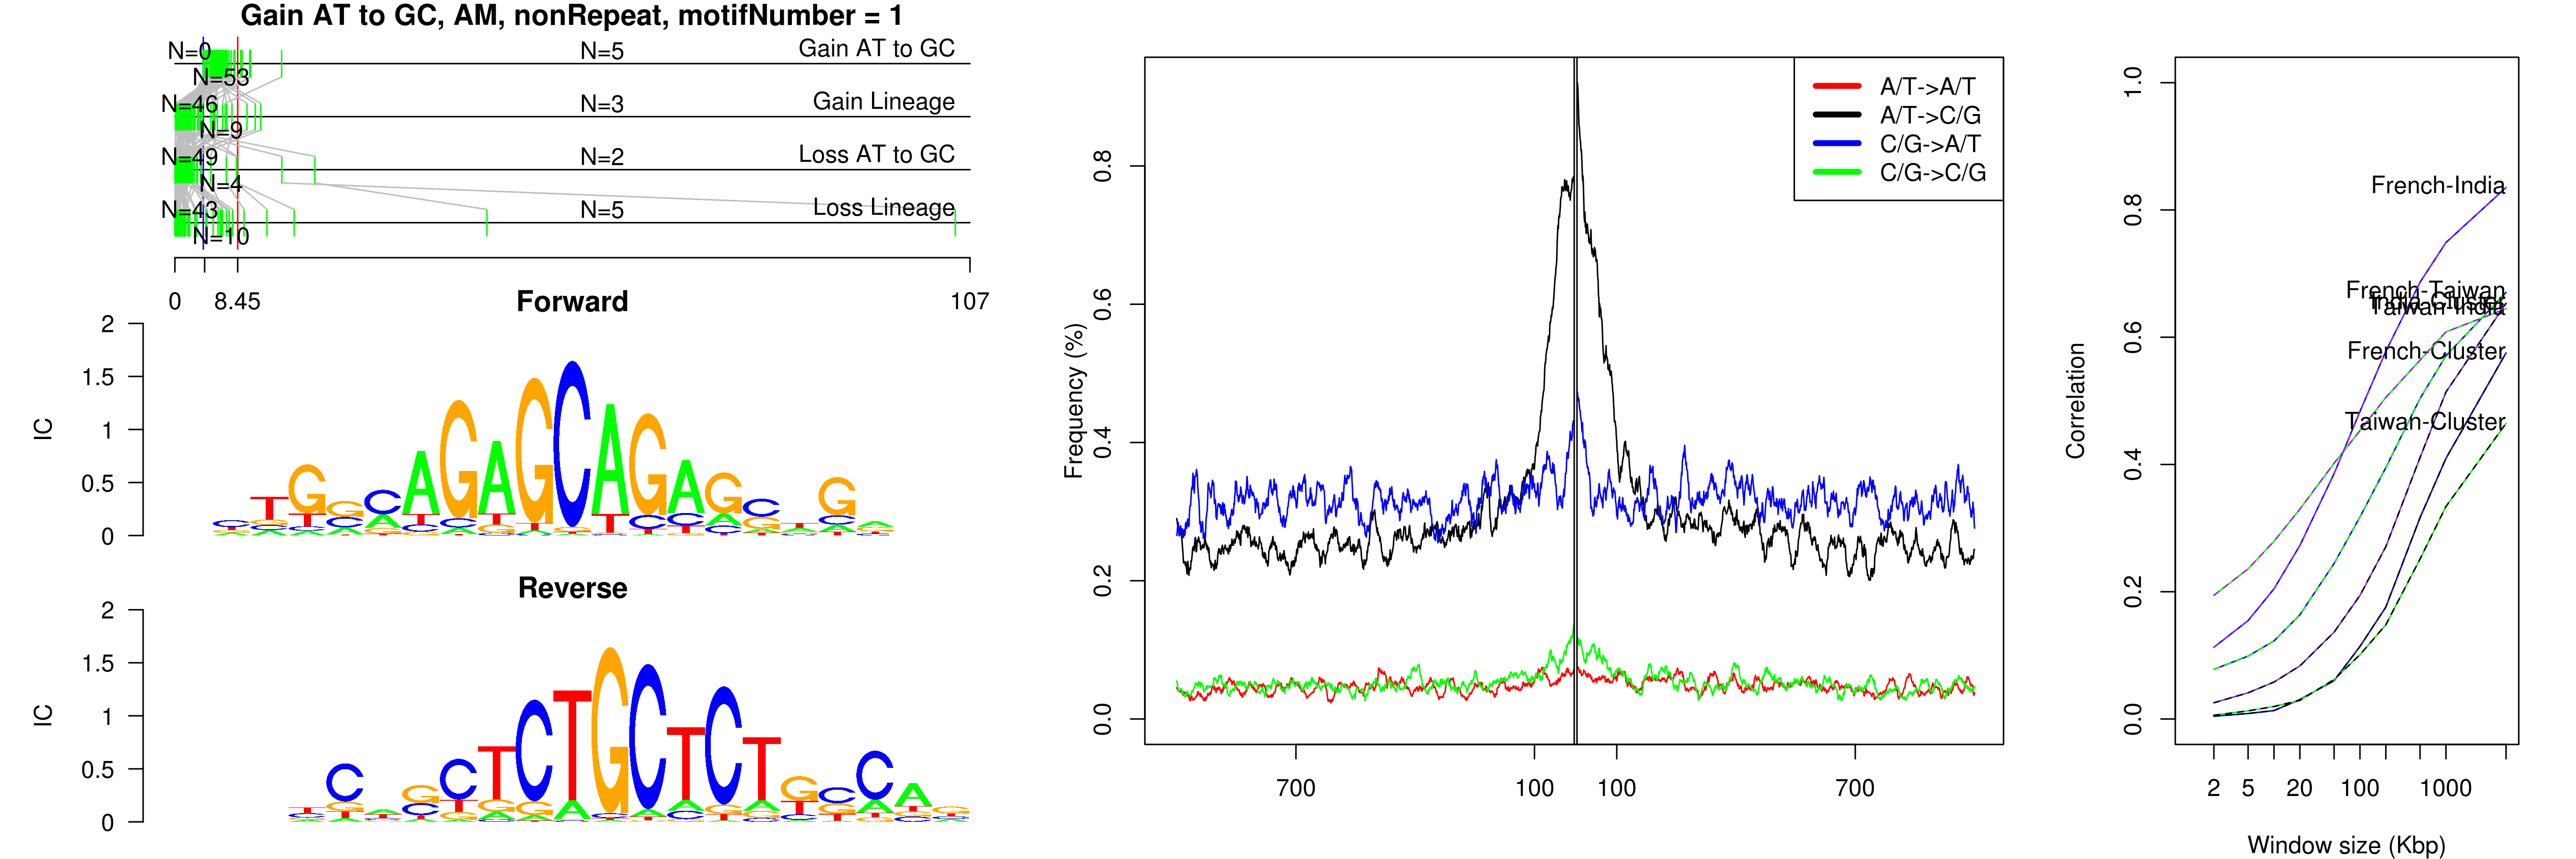 Gain AT to GC, AM, nonRepeat, motifNumber = 1
N=0 N=5 Gain AT to GC
N=53
N=46 N=3 Gain Lineage
N=9
N=49 N=2 Loss AT to GC
N=4
N=43 N=5 Loss Lineage
N=10
0 8.45 107
Forward
2
1.5
1
0.5
0
IC
Reverse
2
1.5
1
0.5
0
IC
Frequency (%)
0.8
0.6
0.4
0.2
0.0
700 100 100 700
A/T->A/T
A/T->C/G
C/G->A/T
C/G->C/G
Correlation
1.0
0.8
0.6
0.4
0.2
0.0
French-India
French-Taiwan
India-Cluster
Taiwan-India
French-Cluster
Taiwan-Cluster
2 5 20 100 1000
Window size (Kbp)